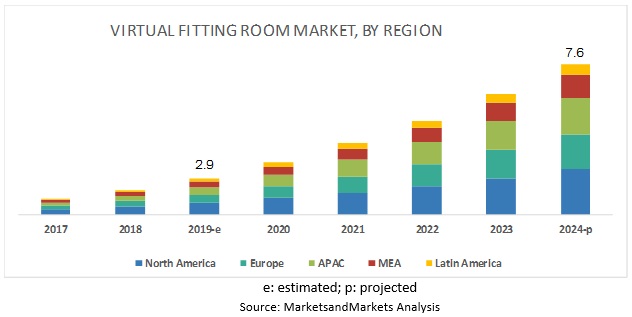 VIRTUAL FITTING ROOM MARKET, BY REGION
7.6
2.9
2017 2018 2019-e 2020 2021 2022 2023 2024-p
North America Europe APAC MEA Latin America
e: estimated; p: projected
Source: MarketsandMarkets Analysis